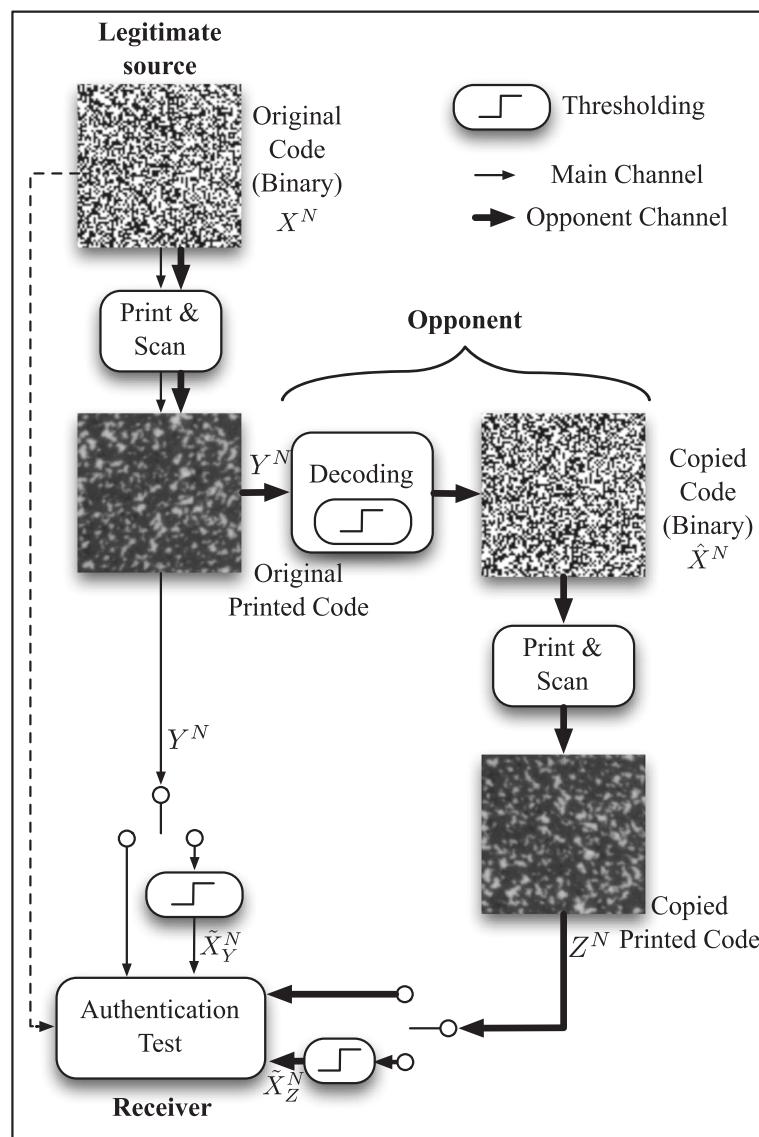 Legitimate
source
Original
Code
(Binary)
X^N
Thresholding
Main Channel
Opponent Channel
Print &
Scan
Opponent
Y^N
Decoding
Copied
Code
(Binary)
X̂^N
Original
Printed Code
Print &
Scan
Y^N
X̃_Y^N
Copied
Printed Code
Z^N
Authentication
Test
X̃_Z^N
Receiver